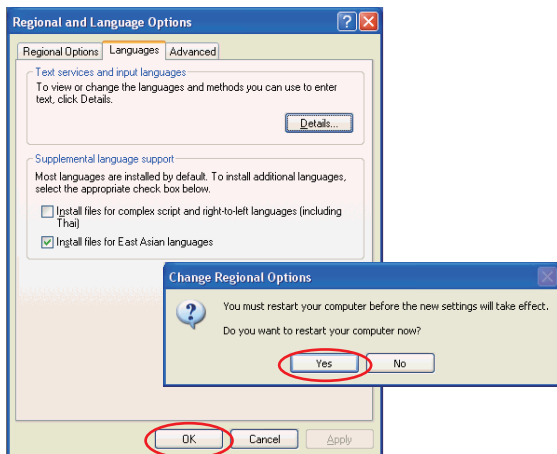 Regional and Language Options
Regional Options
Languages
Advanced
Text services and input languages
To view or change the languages and methods you can use to enter
text, click Details.
Details...
Supplemental language support
Most languages are installed by default. To install additional languages,
select the appropriate check box below.
Install files for complex script and right-to-left languages (including
Thai)
Install files for East Asian languages
Change Regional Options
You must restart your computer before the new settings will take effect.
Do you want to restart your computer now?
Yes
No
OK
Cancel
Apply